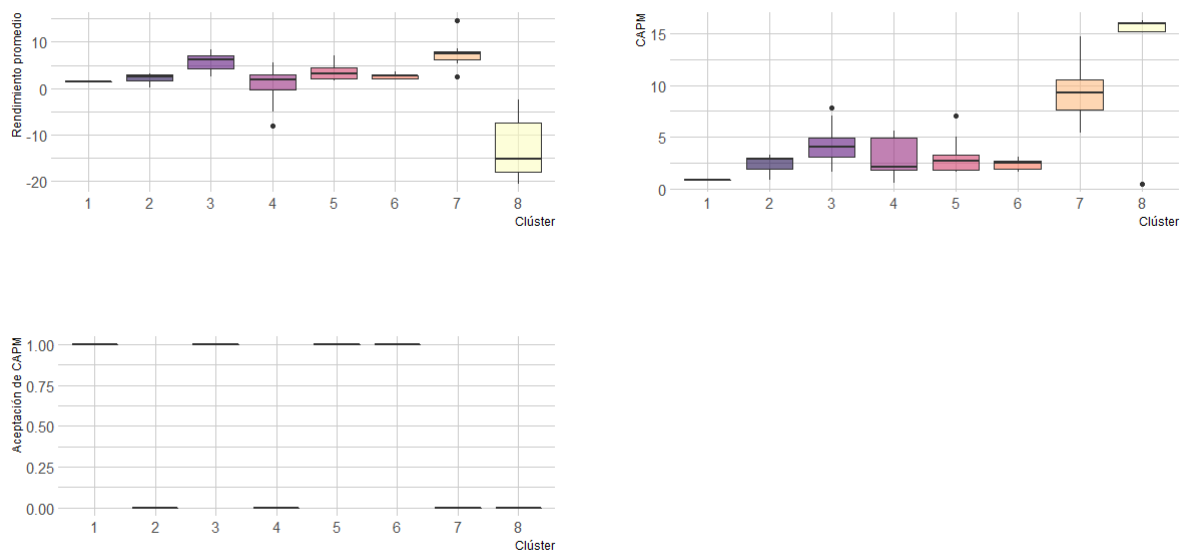 Rendimiento promedio
10
0
-10
-20
1 2 3 4 5 6 7 8
Clúster
CAPM
15
10
5
0
1 2 3 4 5 6 7 8
Clúster
Aceptación de CAPM
1.00
0.75
0.50
0.25
0.00
1 2 3 4 5 6 7 8
Clúster